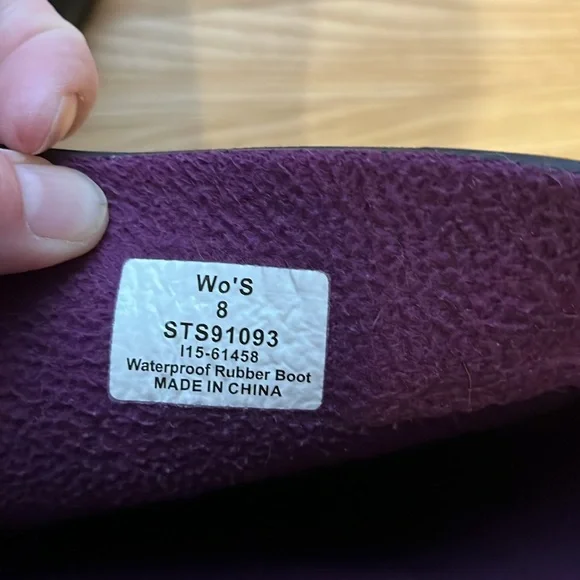 Wo'S
8
STS91093
I15-61458
Waterproof Rubber Boot
MADE IN CHINA